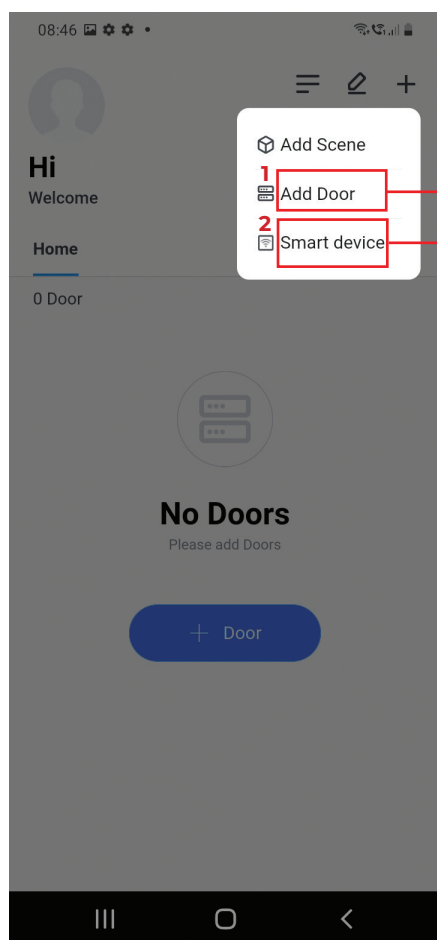 08:46
Hi
Welcome
Add Scene
1
Add Door
2
Smart device
Home
0 Door
No Doors
Please add Doors
+ Door